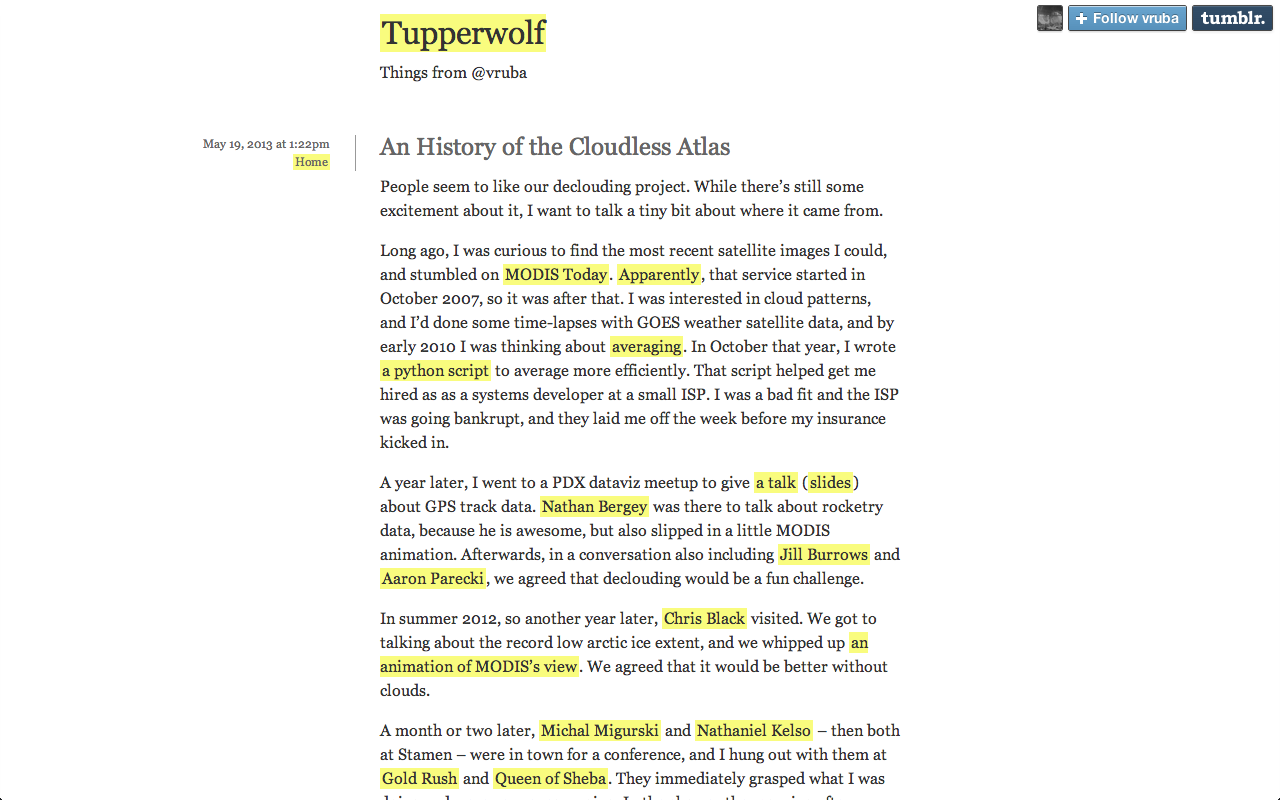 Tupperwolf
+ Follow vruba
tumblr.
Things from @vruba
May 19, 2013 at 1:22pm
Home
An History of the Cloudless Atlas
People seem to like our declouding project. While there’s still some
excitement about it, I want to talk a tiny bit about where it came from.
Long ago, I was curious to find the most recent satellite images I could,
and stumbled on MODIS Today. Apparently, that service started in
October 2007, so it was after that. I was interested in cloud patterns,
and I’d done some time-lapses with GOES weather satellite data, and by
early 2010 I was thinking about averaging. In October that year, I wrote
a python script to average more efficiently. That script helped get me
hired as as a systems developer at a small ISP. I was a bad fit and the ISP
was going bankrupt, and they laid me off the week before my insurance
kicked in.
A year later, I went to a PDX dataviz meetup to give a talk (slides)
about GPS track data. Nathan Bergey was there to talk about rocketry
data, because he is awesome, but also slipped in a little MODIS
animation. Afterwards, in a conversation also including Jill Burrows and
Aaron Parecki, we agreed that declouding would be a fun challenge.
In summer 2012, so another year later, Chris Black visited. We got to
talking about the record low arctic ice extent, and we whipped up an
animation of MODIS’s view. We agreed that it would be better without
clouds.
A month or two later, Michal Migurski and Nathaniel Kelso – then both
at Stamen – were in town for a conference, and I hung out with them at
Gold Rush and Queen of Sheba. They immediately grasped what I was